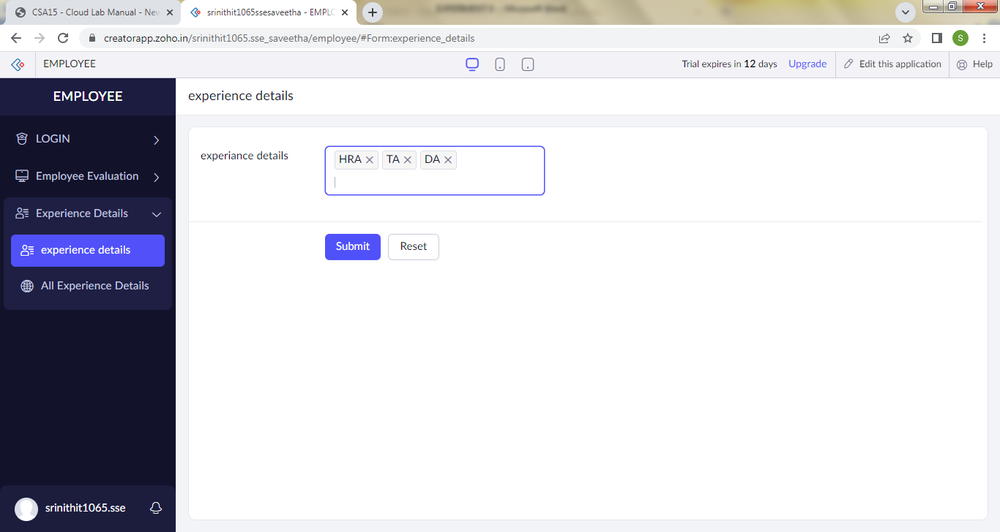 CSA15 - Cloud Lab Manual - New
srinithit1065ssesaveetha - EMPLO
creatorapp.zoho.in/srinithit1065.sse_saveetha/employee/#Form:experience_details
S
EMPLOYEE
Trial expires in 12 days Upgrade
Edit this application
Help
EMPLOYEE
experience details
LOGIN
Employee Evaluation
Experience Details
experience details
All Experience Details
experiance details
HRA TA DA
Submit Reset
srinithit1065.sse